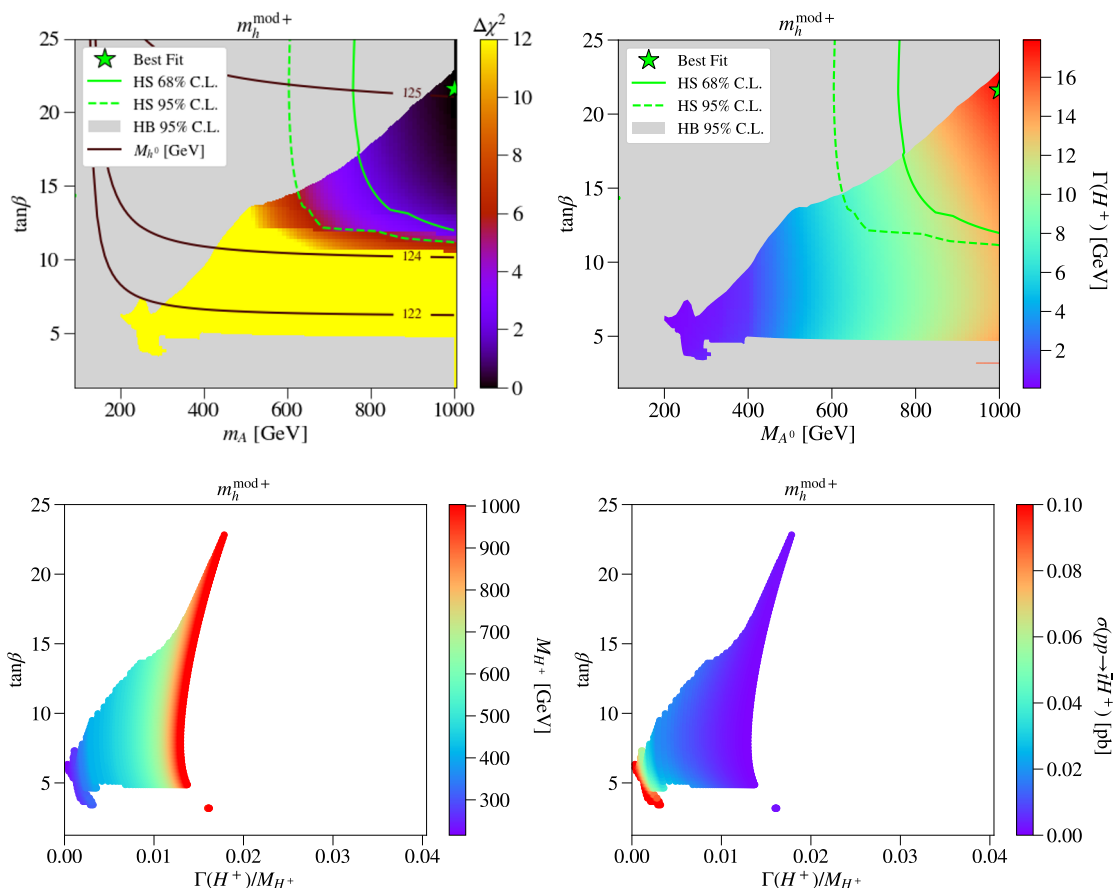 m_h^{mod+}
Δχ²
Best Fit
HS 68% C.L.
HS 95% C.L.
HB 95% C.L.
M_{h⁰} [GeV]
125
124
122
25
20
15
10
5
tanβ
200 400 600 800 1000
m_A [GeV]
12
10
8
6
4
2
0
m_h^{mod+}
Best Fit
HS 68% C.L.
HS 95% C.L.
HB 95% C.L.
25
20
15
10
5
tanβ
200 400 600 800 1000
M_{A⁰} [GeV]
16
14
12
10
8
6
4
2
Γ(H⁺) [GeV]
m_h^{mod+}
25
20
15
10
5
tanβ
0.00 0.01 0.02 0.03 0.04
Γ(H⁺)/M_{H⁺}
1000
900
800
700
600
500
400
300
M_{H⁺} [GeV]
m_h^{mod+}
25
20
15
10
5
tanβ
0.00 0.01 0.02 0.03 0.04
Γ(H⁺)/M_{H⁺}
0.10
0.08
0.06
0.04
0.02
0.00
σ(pp→t̄H⁺) [pb]